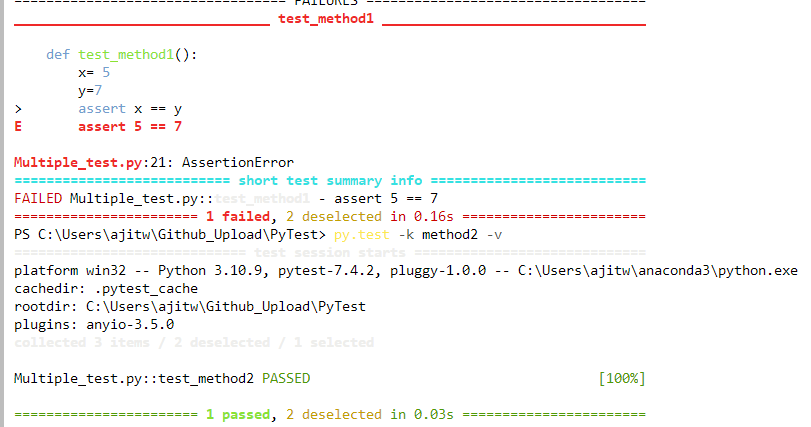 ================================== FAILURES ===================================
________________________________ test_method1 _________________________________

    def test_method1():
        x= 5
        y=7
>       assert x == y
E       assert 5 == 7

Multiple_test.py:21: AssertionError
=========================== short test summary info ===========================
FAILED Multiple_test.py::test_method1 - assert 5 == 7
======================= 1 failed, 2 deselected in 0.16s =======================
PS C:\Users\ajitw\Github_Upload\PyTest> py.test -k method2 -v
============================= test session starts =============================
platform win32 -- Python 3.10.9, pytest-7.4.2, pluggy-1.0.0 -- C:\Users\ajitw\anaconda3\python.exe
cachedir: .pytest_cache
rootdir: C:\Users\ajitw\Github_Upload\PyTest
plugins: anyio-3.5.0
collected 3 items / 2 deselected / 1 selected

Multiple_test.py::test_method2 PASSED                                    [100%]

======================= 1 passed, 2 deselected in 0.03s =======================